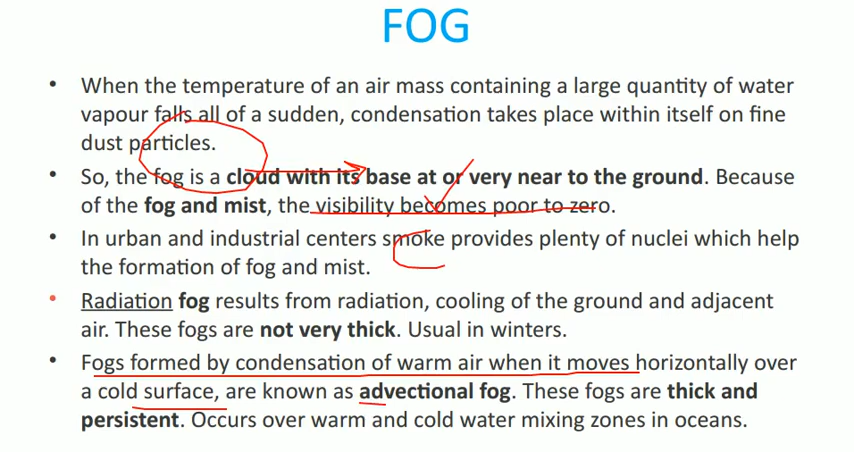 FOG
• When the temperature of an air mass containing a large quantity of water
vapour falls all of a sudden, condensation takes place within itself on fine
dust particles.
• So, the fog is a cloud with its base at or very near to the ground. Because
of the fog and mist, the visibility becomes poor to zero.
• In urban and industrial centers smoke provides plenty of nuclei which help
the formation of fog and mist.
• Radiation fog results from radiation, cooling of the ground and adjacent
air. These fogs are not very thick. Usual in winters.
• Fogs formed by condensation of warm air when it moves horizontally over
a cold surface, are known as advectional fog. These fogs are thick and
persistent. Occurs over warm and cold water mixing zones in oceans.